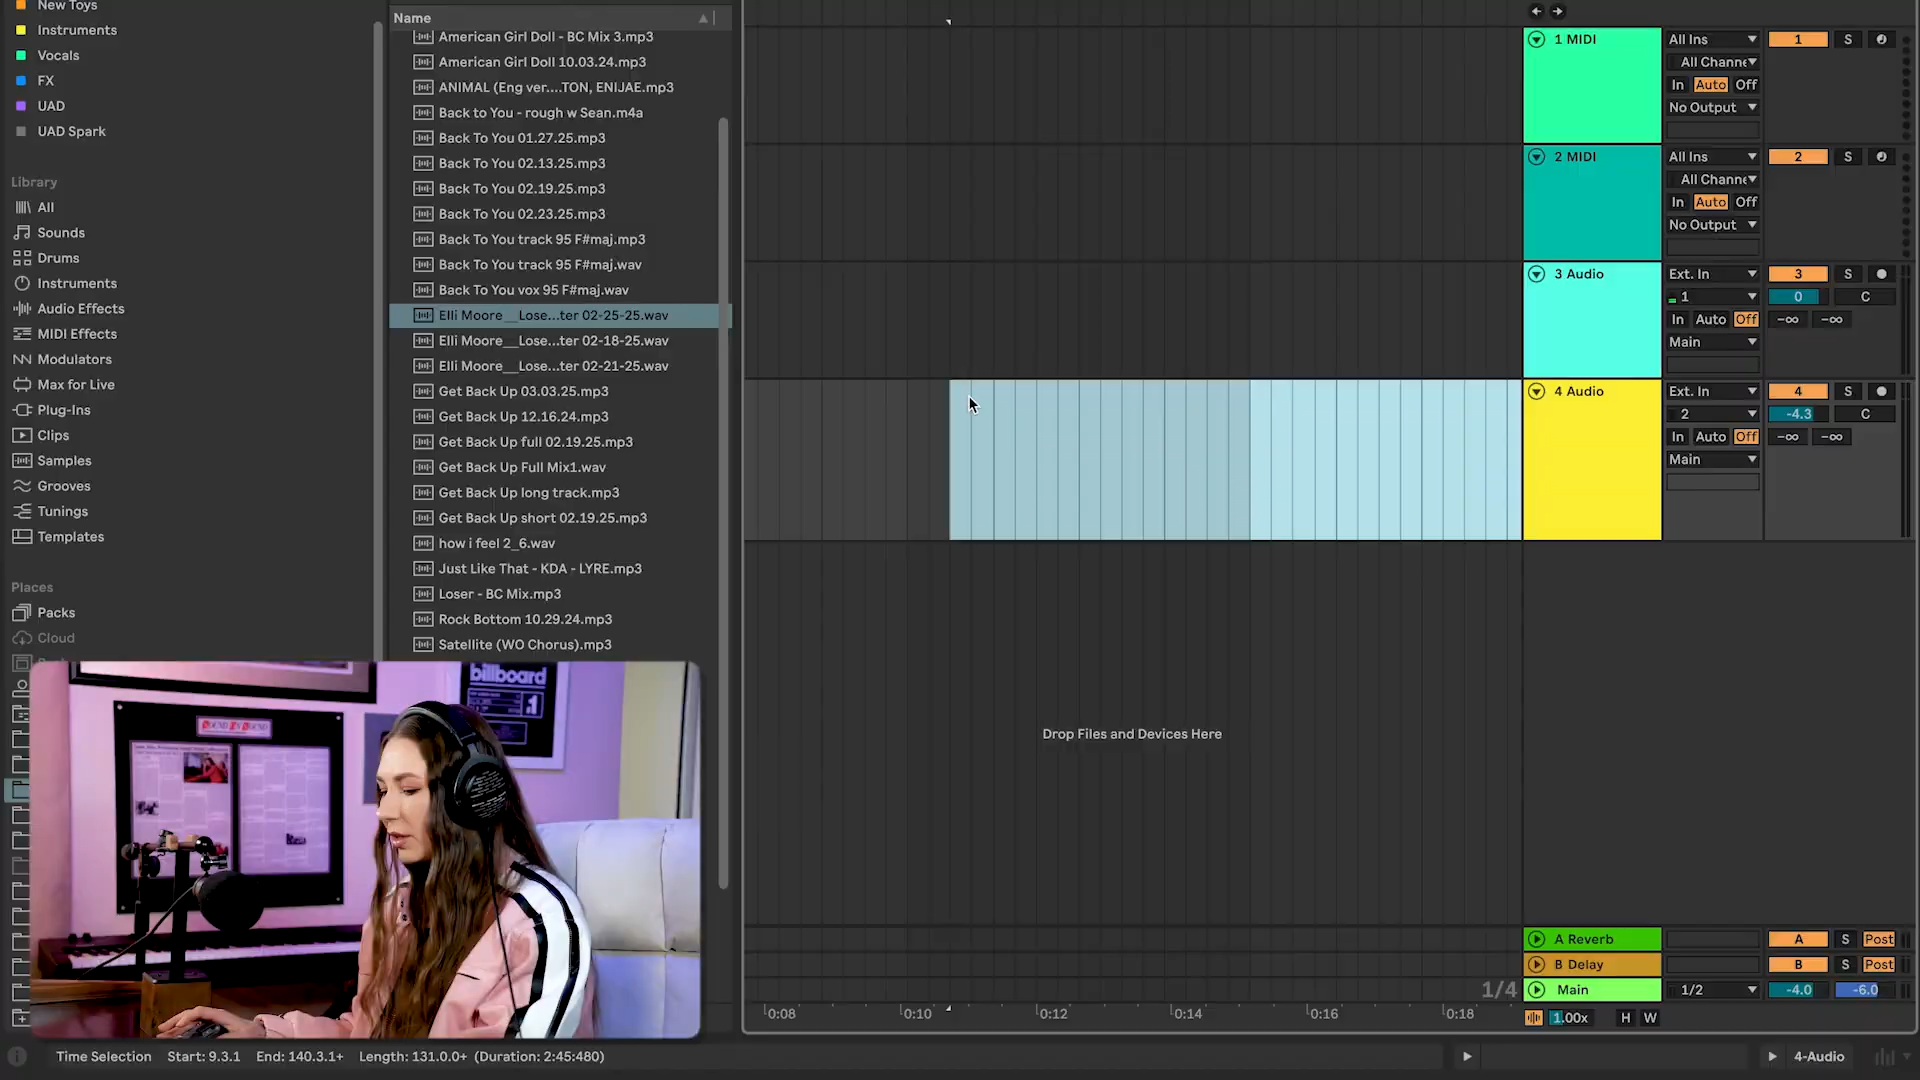 New Toys
Instruments
Vocals
FX
UAD
UAD Spark
Library
All
Sounds
Drums
Instruments
Audio Effects
MIDI Effects
Modulators
Max for Live
Plug-Ins
Clips
Samples
Grooves
Tunings
Templates
Places
Packs
Cloud
Name
American Girl Doll - BC Mix 3.mp3
American Girl Doll 10.03.24.mp3
ANIMAL (Eng ver....TON, ENIJAE.mp3
Back to You - rough w Sean.m4a
Back To You 01.27.25.mp3
Back To You 02.13.25.mp3
Back To You 02.19.25.mp3
Back To You 02.23.25.mp3
Back To You track 95 F#maj.mp3
Back To You track 95 F#maj.wav
Back To You vox 95 F#maj.wav
Elli Moore__Lose...ter 02-25-25.wav
Elli Moore__Lose...ter 02-18-25.wav
Elli Moore__Lose...ter 02-21-25.wav
Get Back Up 03.03.25.mp3
Get Back Up 12.16.24.mp3
Get Back Up full 02.19.25.mp3
Get Back Up Full Mix1.wav
Get Back Up long track.mp3
Get Back Up short 02.19.25.mp3
how i feel 2_6.wav
Just Like That - KDA - LYRE.mp3
Loser - BC Mix.mp3
Rock Bottom 10.29.24.mp3
Satellite (WO Chorus).mp3
billboard
Drop Files and Devices Here
1/4
0:08 0:10 0:12 0:14 0:16 0:18
1 MIDI All Ins 1 S
All Channe
In Auto Off
No Output
2 MIDI All Ins 2 S
All Channe
In Auto Off
No Output
3 Audio Ext. In 3 S
1 0 C
In Auto Off -∞ -∞
Main
4 Audio Ext. In 4 S
2 -4.3 C
In Auto Off -∞ -∞
Main
A Reverb A S Post
B Delay B S Post
Main 1/2 -4.0 -6.0
1.00x H W
Time Selection Start: 9.3.1 End: 140.3.1+ Length: 131.0.0+ (Duration: 2:45:480)
4-Audio